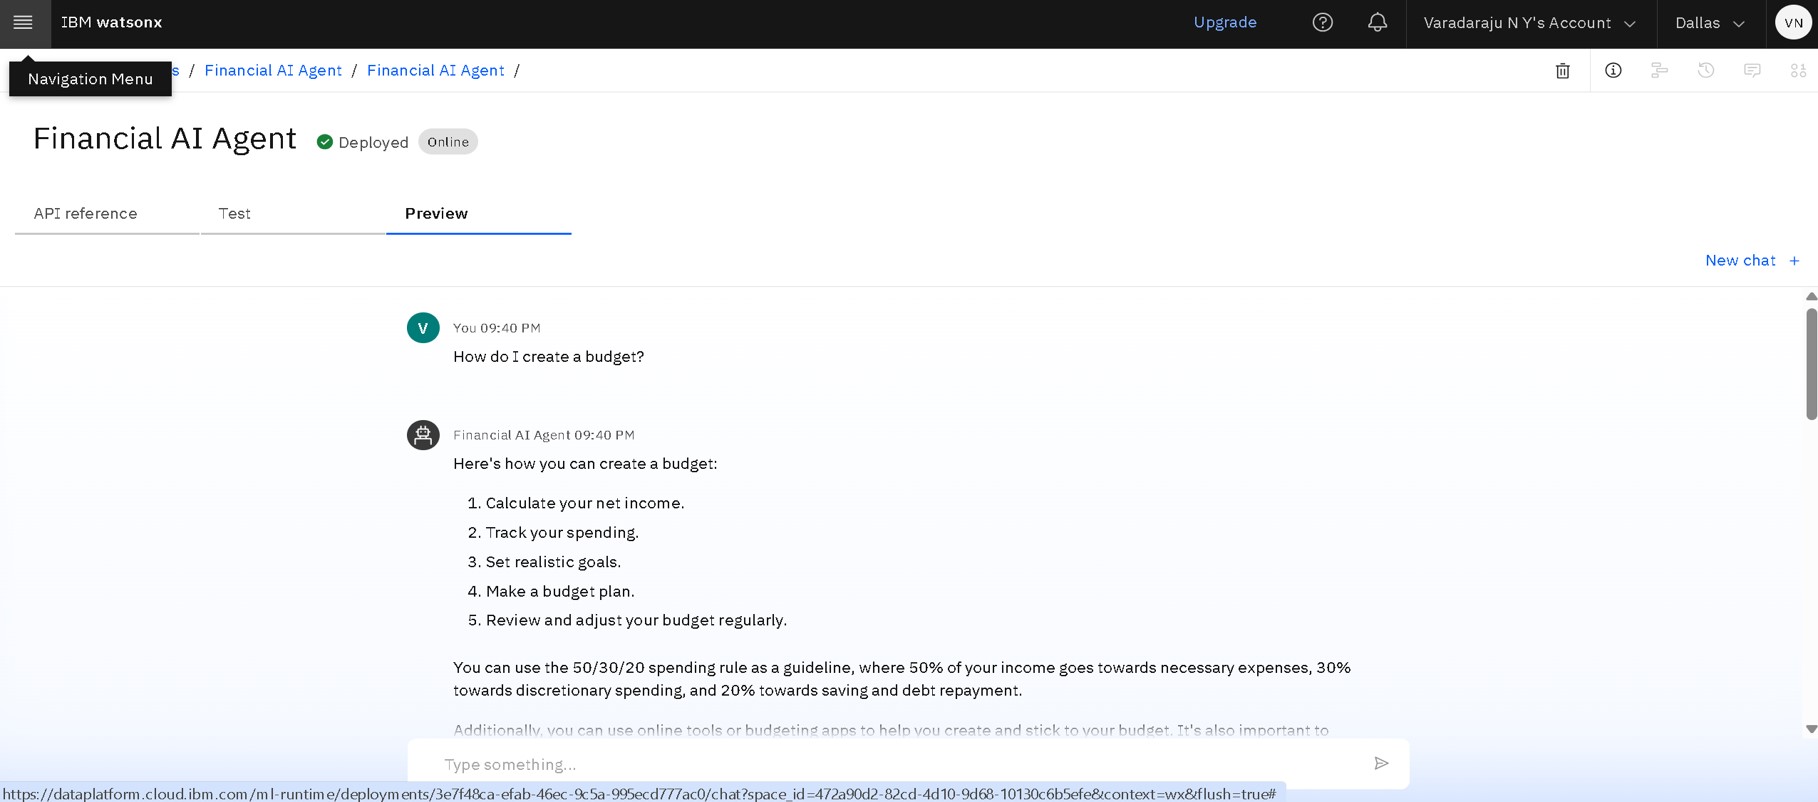 IBM watsonx
Upgrade
Varadaraju N Y's Account
Dallas
VN
Navigation Menu
s / Financial AI Agent / Financial AI Agent /
Financial AI Agent
Deployed
Online
API reference
Test
Preview
New chat +
V
You 09:40 PM
How do I create a budget?
Financial AI Agent 09:40 PM
Here's how you can create a budget:
1. Calculate your net income.
2. Track your spending.
3. Set realistic goals.
4. Make a budget plan.
5. Review and adjust your budget regularly.
You can use the 50/30/20 spending rule as a guideline, where 50% of your income goes towards necessary expenses, 30%
towards discretionary spending, and 20% towards saving and debt repayment.
Additionally, you can use online tools or budgeting apps to help you create and stick to your budget. It's also important to
Type something...
https://dataplatform.cloud.ibm.com/ml-runtime/deployments/3e7f48ca-efab-46ec-9c5a-995ecd777ac0/chat?space_id=472a90d2-82cd-4d10-9d68-10130c6b5efe&context=wx&flush=true#